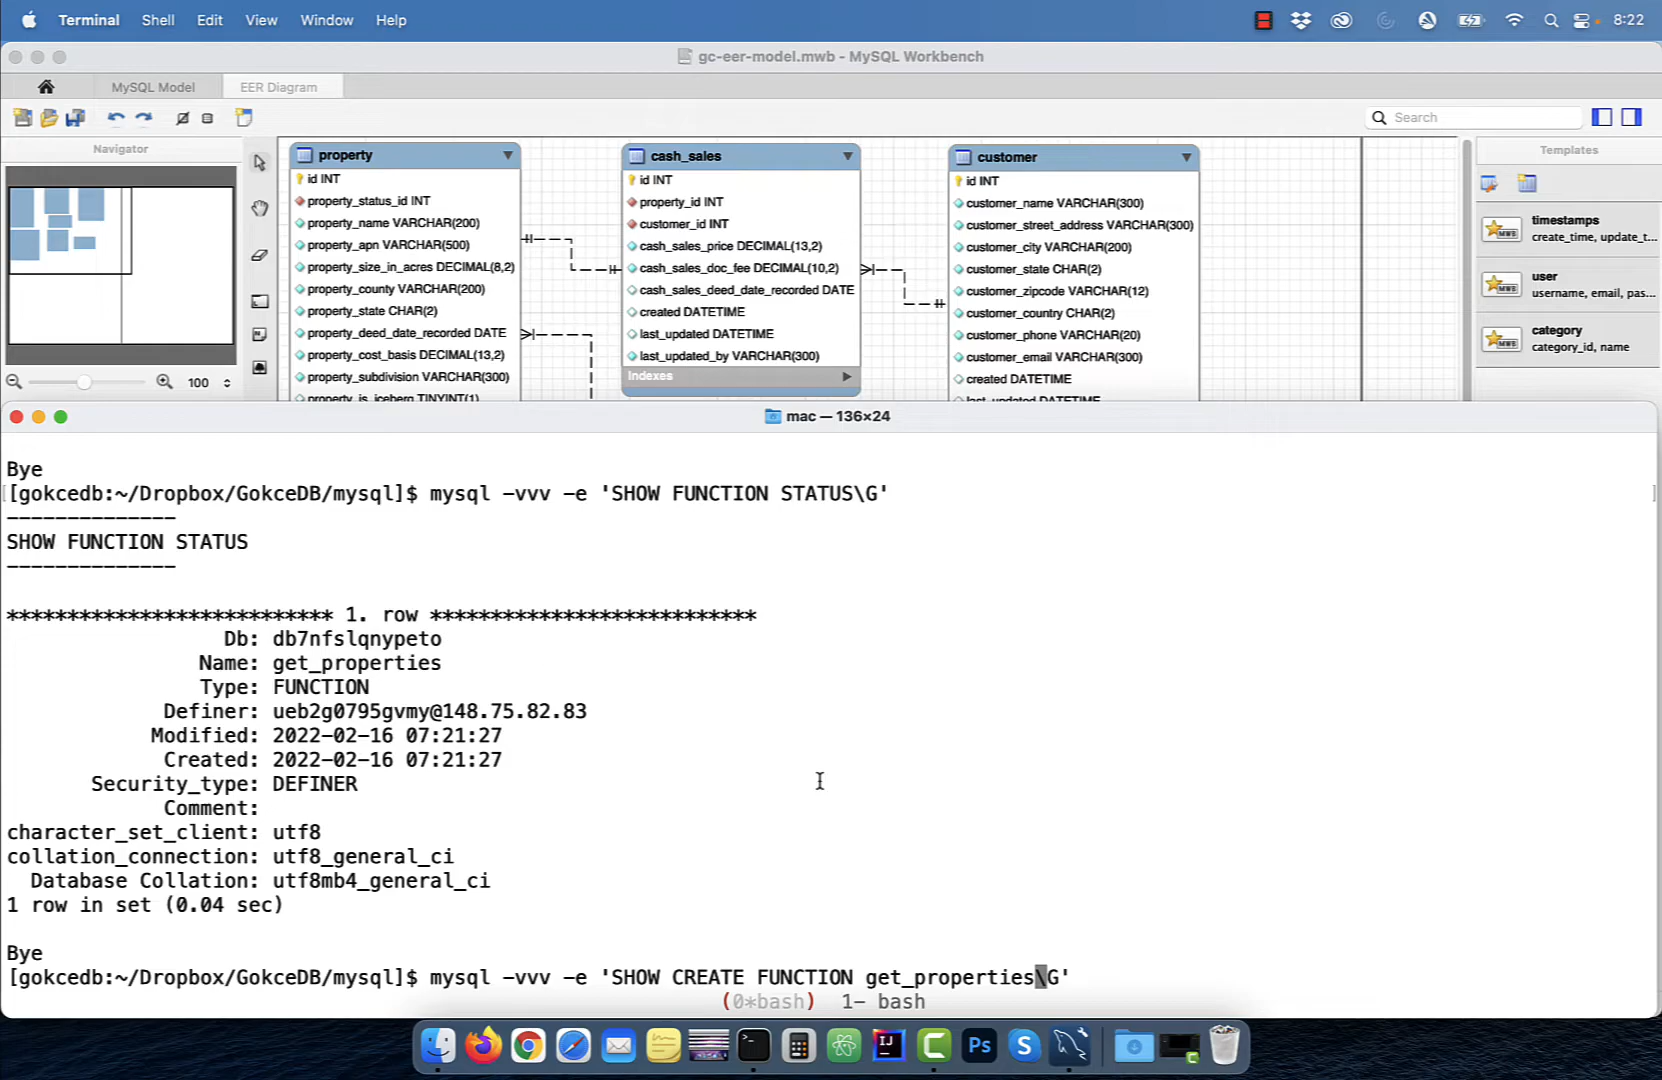 Terminal Shell Edit View Window Help 8:22
gc-eer-model.mwb - MySQL Workbench
MySQL Model EER Diagram
Search
Navigator
100
property
id INT
property_status_id INT
property_name VARCHAR(200)
property_apn VARCHAR(500)
property_size_in_acres DECIMAL(8,2)
property_county VARCHAR(200)
property_state CHAR(2)
property_deed_date_recorded DATE
property_cost_basis DECIMAL(13,2)
property_subdivision VARCHAR(300)
property_is_iceberg TINYINT(1)
cash_sales
id INT
property_id INT
customer_id INT
cash_sales_price DECIMAL(13,2)
cash_sales_doc_fee DECIMAL(10,2)
cash_sales_deed_date_recorded DATE
created DATETIME
last_updated DATETIME
last_updated_by VARCHAR(300)
Indexes
customer
id INT
customer_name VARCHAR(300)
customer_street_address VARCHAR(300)
customer_city VARCHAR(200)
customer_state CHAR(2)
customer_zipcode VARCHAR(12)
customer_country CHAR(2)
customer_phone VARCHAR(20)
customer_email VARCHAR(300)
created DATETIME
last_updated DATETIME
Templates
timestamps
create_time, update_t...
user
username, email, pas...
category
category_id, name
mac — 136×24
Bye
[gokcedb:~/Dropbox/GokceDB/mysql]$ mysql -vvv -e 'SHOW FUNCTION STATUS\G'
--------------
SHOW FUNCTION STATUS
--------------
*************************** 1. row ***************************
Db: db7nfslqnypeto
Name: get_properties
Type: FUNCTION
Definer: ueb2g0795gvmy@148.75.82.83
Modified: 2022-02-16 07:21:27
Created: 2022-02-16 07:21:27
Security_type: DEFINER
Comment:
character_set_client: utf8
collation_connection: utf8_general_ci
Database Collation: utf8mb4_general_ci
1 row in set (0.04 sec)
Bye
[gokcedb:~/Dropbox/GokceDB/mysql]$ mysql -vvv -e 'SHOW CREATE FUNCTION get_properties\G'
(0*bash) 1- bash